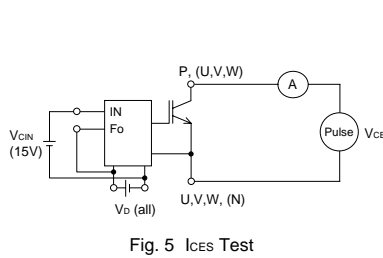 P, (U,V,W)
A
IN
Fo
VCIN
(15V)
Pulse
VCE
VD (all)
U,V,W, (N)
Fig. 5 ICES Test